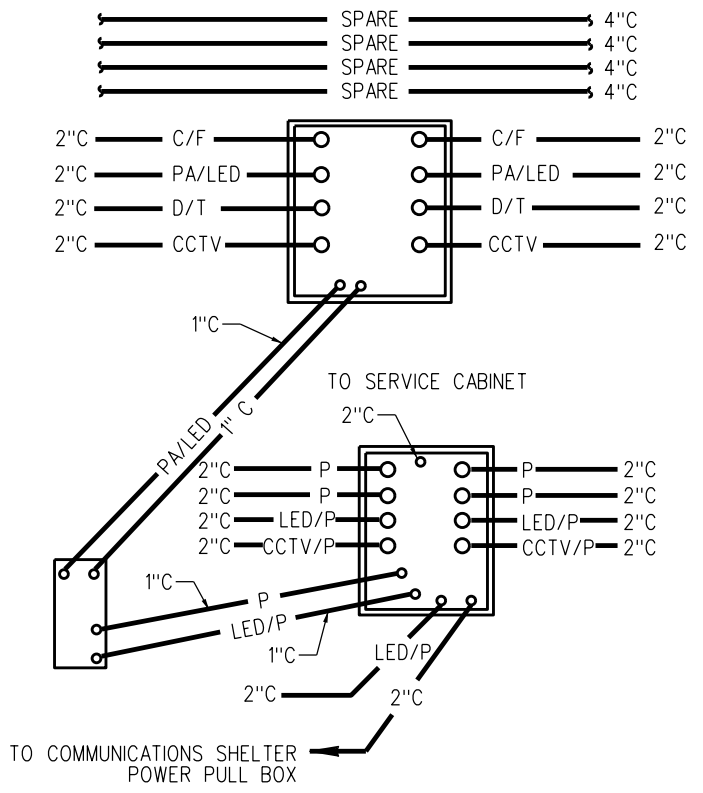 SPARE 4"C
SPARE 4"C
SPARE 4"C
SPARE 4"C
2"C C/F C/F 2"C
2"C PA/LED PA/LED 2"C
2"C D/T D/T 2"C
2"C CCTV CCTV 2"C
1"C
TO SERVICE CABINET
2"C
PA/LED
1" C
2"C P P 2"C
2"C P P 2"C
2"C LED/P LED/P 2"C
2"C CCTV/P CCTV/P 2"C
1"C
P
LED/P
1"C
LED/P
2"C
2"C
TO COMMUNICATIONS SHELTER
POWER PULL BOX